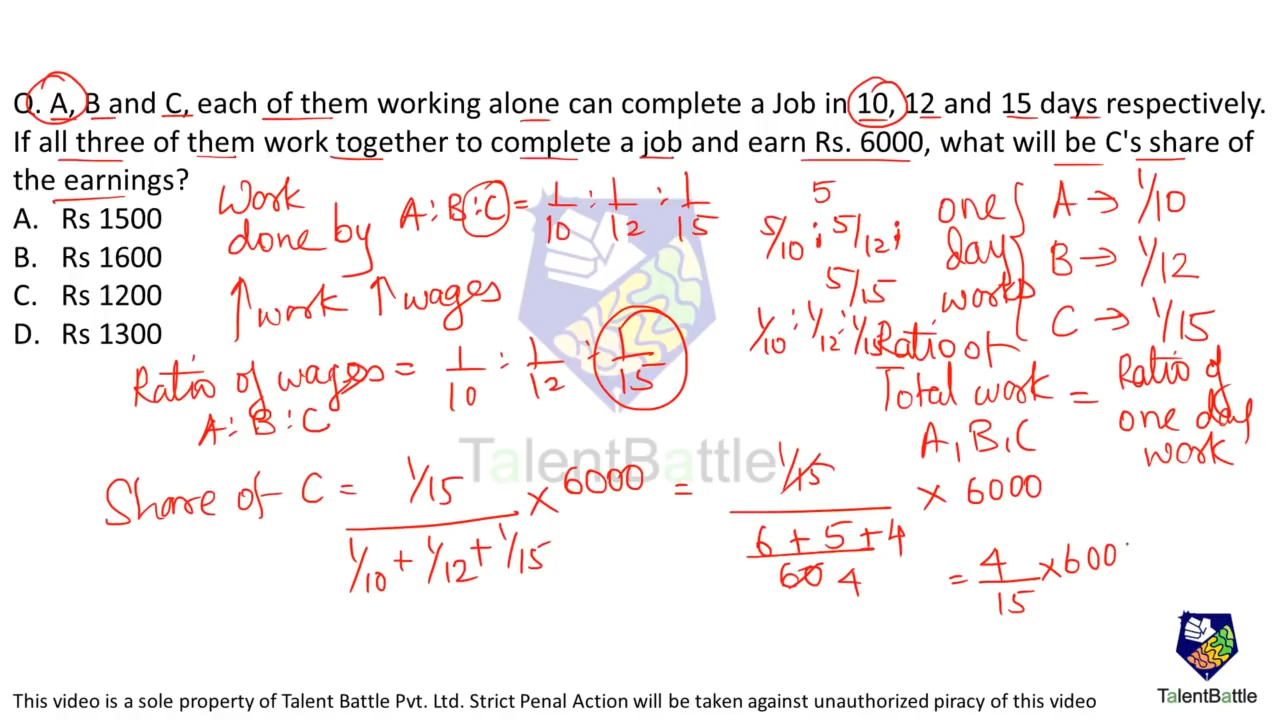 Q. A, B and C, each of them working alone can complete a Job in 10, 12 and 15 days respectively.
If all three of them work together to complete a job and earn Rs. 6000, what will be C's share of
the earnings?
A. Rs 1500
B. Rs 1600
C. Rs 1200
D. Rs 1300
Work
done by
A : B : C = 1/10 : 1/12 : 1/15
↑ work ↑ wages
5
5/10 : 5/12 :
5/15
1/10 : 1/12 : 1/15
one
day
work
A → 1/10
B → 1/12
C → 1/15
Ratio of wages = 1/10 : 1/12 : 1/15
A : B : C
Ratio of
Total work
A, B, C
=
Ratio of
one day
work
TalentBattle
Share of C = 1/15 / (1/10 + 1/12 + 1/15) × 6000 = 1/15 / ((6 + 5 + 4)/60 4) × 6000
= 4/15 × 600
TalentBattle
This video is a sole property of Talent Battle Pvt. Ltd. Strict Penal Action will be taken against unauthorized piracy of this video